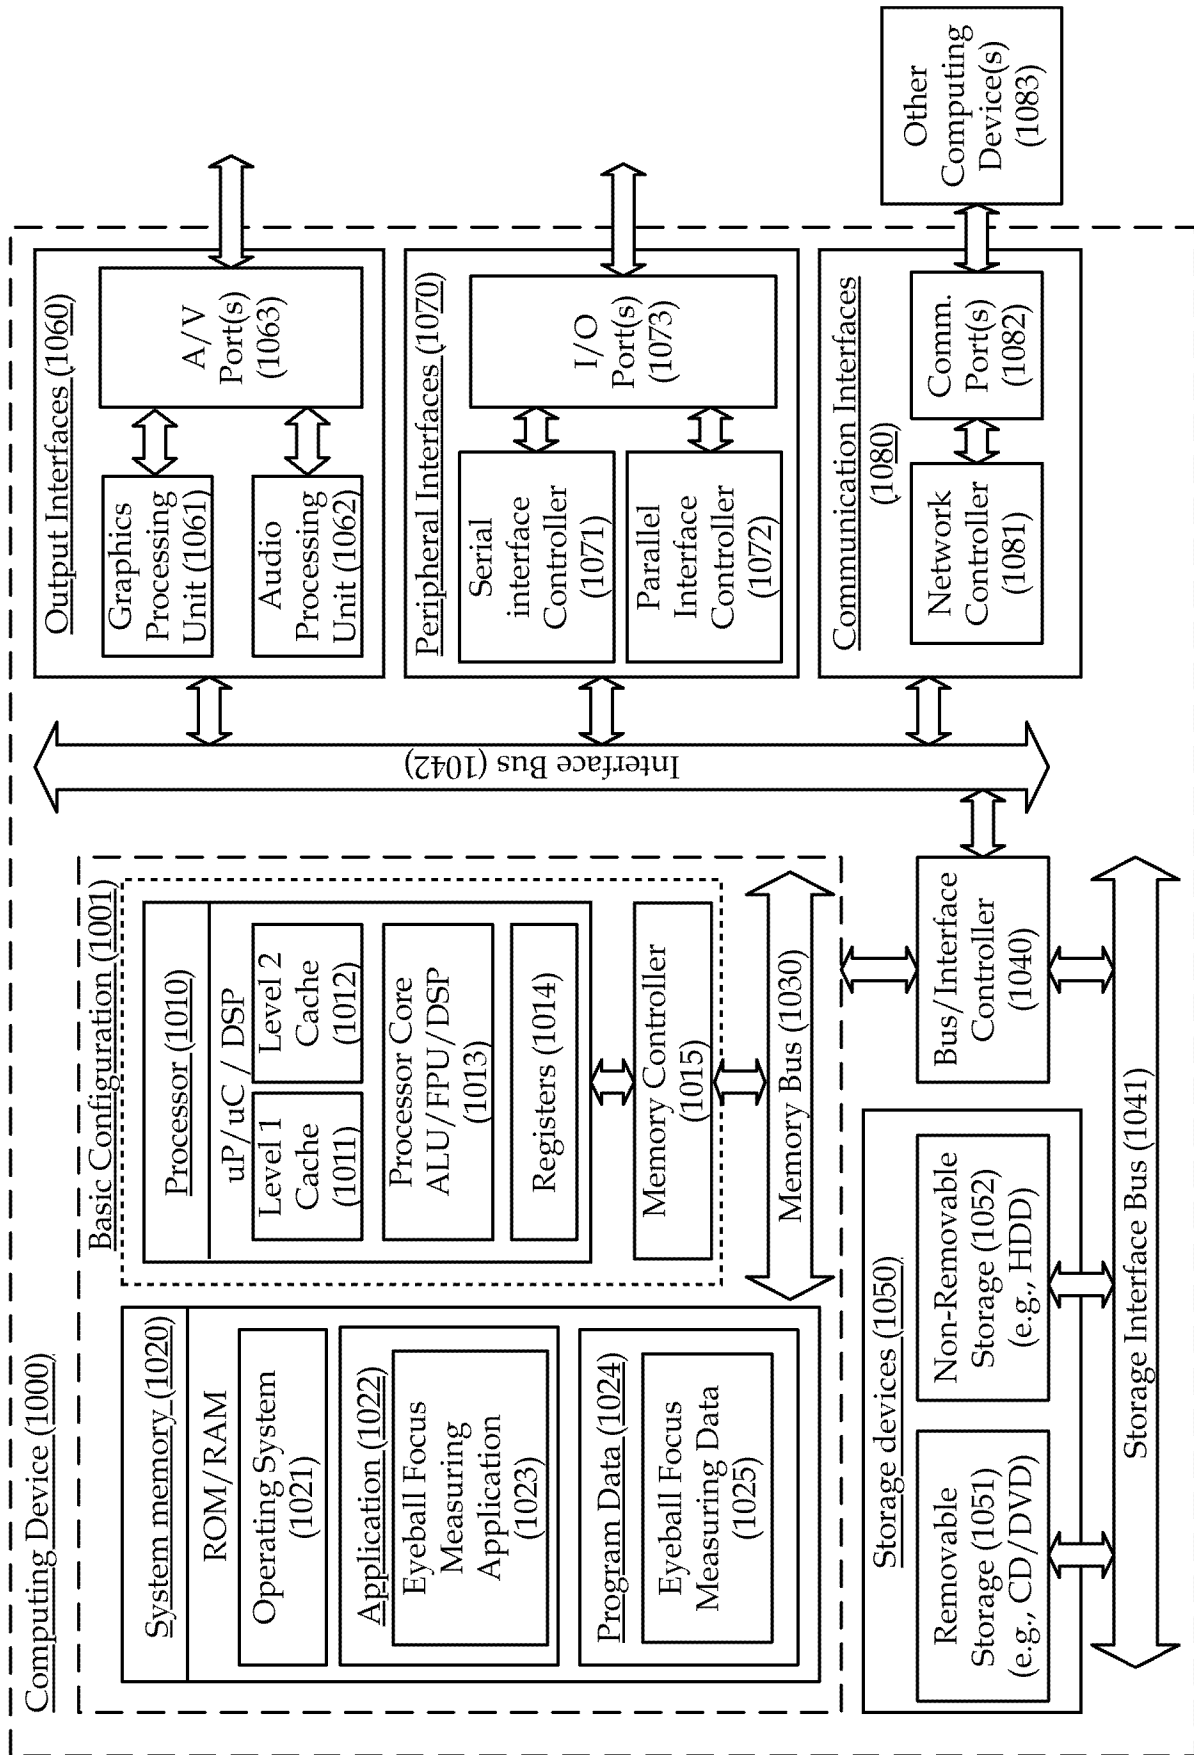 Computing Device (1000)
Basic Configuration (1001)
System memory (1020)
ROM/RAM
Operating System
(1021)
Application (1022)
Eyeball Focus
Measuring
Application
(1023)
Program Data (1024)
Eyeball Focus
Measuring Data
(1025)
Processor (1010)
uP/uC / DSP
Level 1
Cache
(1011)
Level 2
Cache
(1012)
Processor Core
ALU/FPU/DSP
(1013)
Registers (1014)
Memory Controller
(1015)
Memory Bus (1030)
Bus/Interface
Controller
(1040)
Storage devices (1050)
Removable
Storage (1051)
(e.g., CD/DVD)
Non-Removable
Storage (1052)
(e.g., HDD)
Storage Interface Bus (1041)
Interface Bus (1042)
Output Interfaces (1060)
Graphics
Processing
Unit (1061)
Audio
Processing
Unit (1062)
A/V
Port(s)
(1063)
Peripheral Interfaces (1070)
Serial
interface
Controller
(1071)
Parallel
Interface
Controller
(1072)
I/O
Port(s)
(1073)
Communication Interfaces
(1080)
Network
Controller
(1081)
Comm.
Port(s)
(1082)
Other
Computing
Device(s)
(1083)